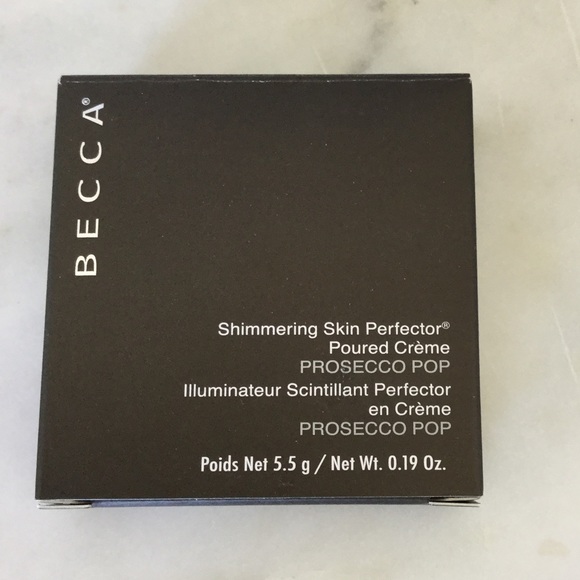 BECCA®
Shimmering Skin Perfector®
Poured Crème
PROSECCO POP
Illuminateur Scintillant Perfector
en Crème
PROSECCO POP
Poids Net 5.5 g / Net Wt. 0.19 Oz.